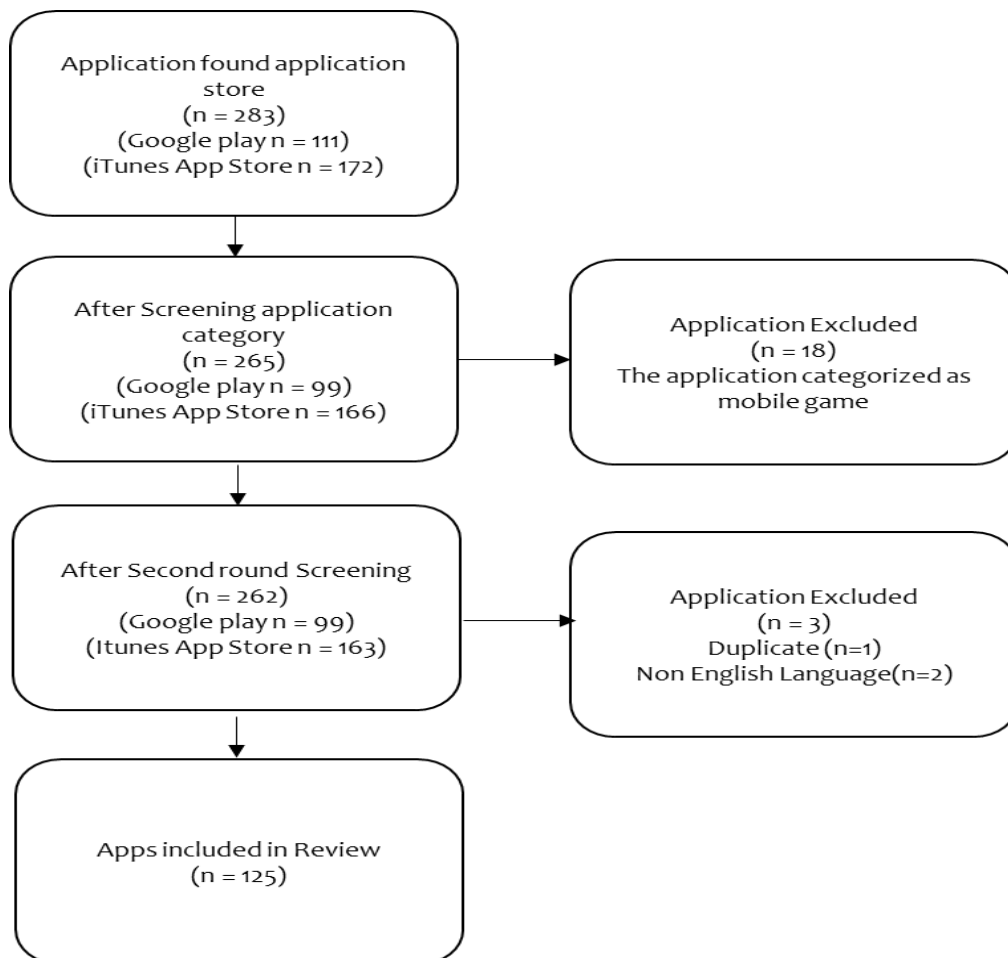 Application found application
store
(n = 283)
(Google play n = 111)
(iTunes App Store n = 172)
After Screening application
category
(n = 265)
(Google play n = 99)
(iTunes App Store n = 166)
Application Excluded
(n = 18)
The application categorized as
mobile game
After Second round Screening
(n = 262)
(Google play n = 99)
(Itunes App Store n = 163)
Application Excluded
(n = 3)
Duplicate (n=1)
Non English Language(n=2)
Apps included in Review
(n = 125)